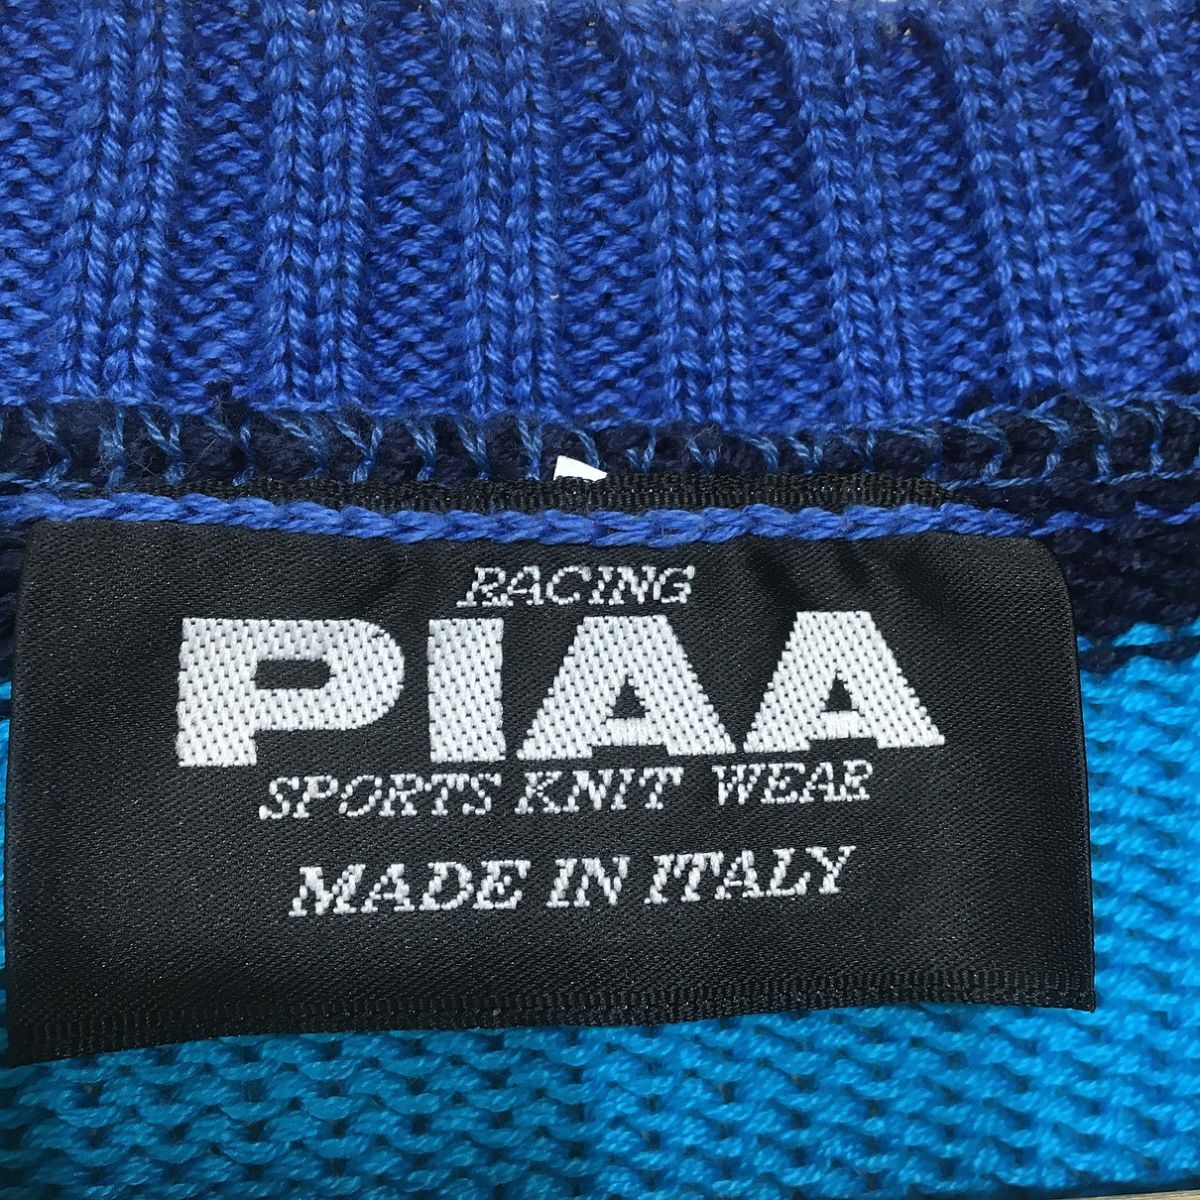 RACING
PIAA
SPORTS KNIT WEAR
MADE IN ITALY